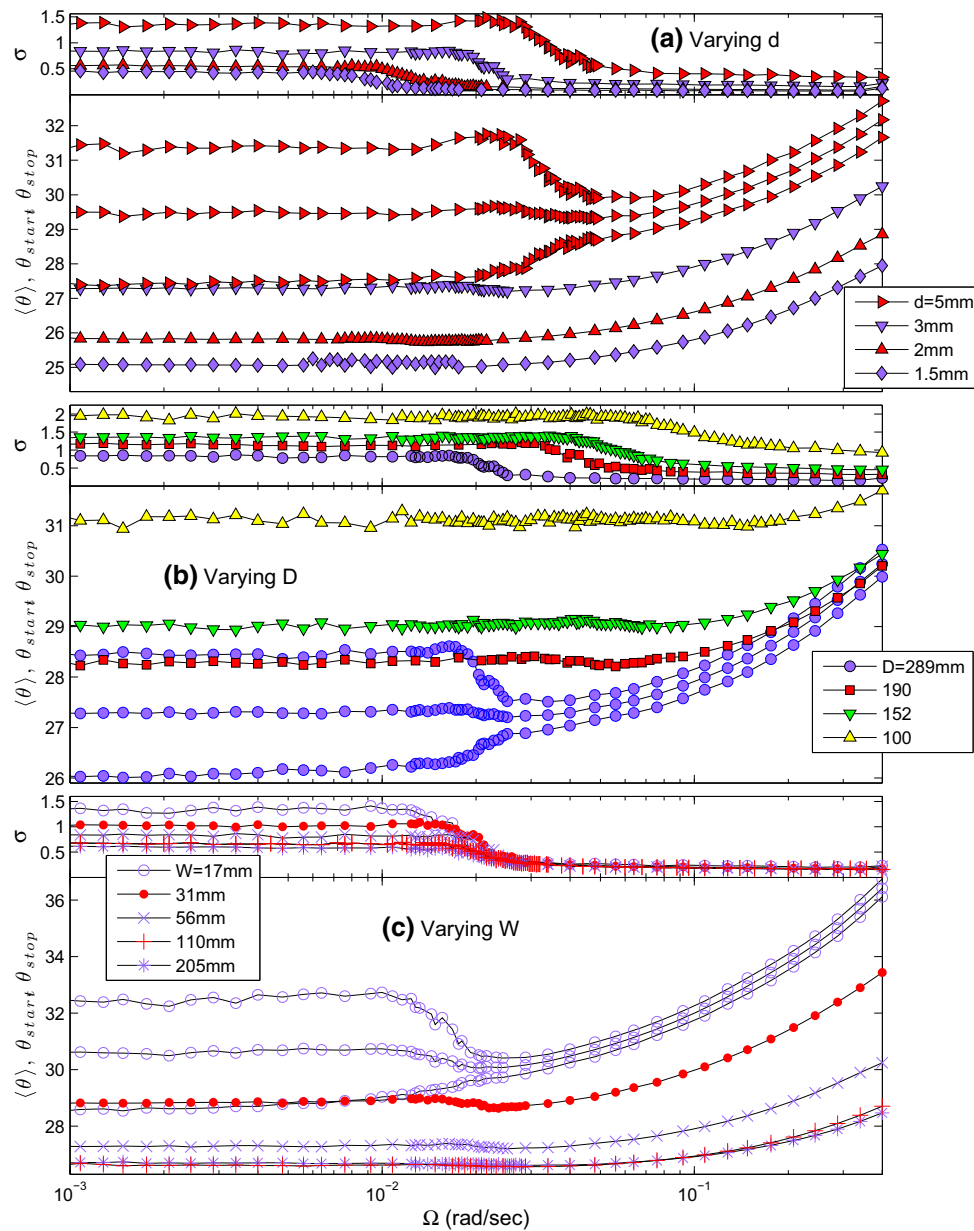 1.5
1
0.5
σ
(a) Varying d
32
31
30
29
28
27
26
25
⟨θ⟩, θstart θstop
d=5mm
3mm
2mm
1.5mm
2
1.5
1
0.5
σ
31
30
29
28
27
26
⟨θ⟩, θstart θstop
(b) Varying D
D=289mm
190
152
100
1.5
1
0.5
σ
W=17mm
31mm
56mm
110mm
205mm
(c) Varying W
36
34
32
30
28
⟨θ⟩, θstart θstop
10⁻³
10⁻²
10⁻¹
Ω (rad/sec)